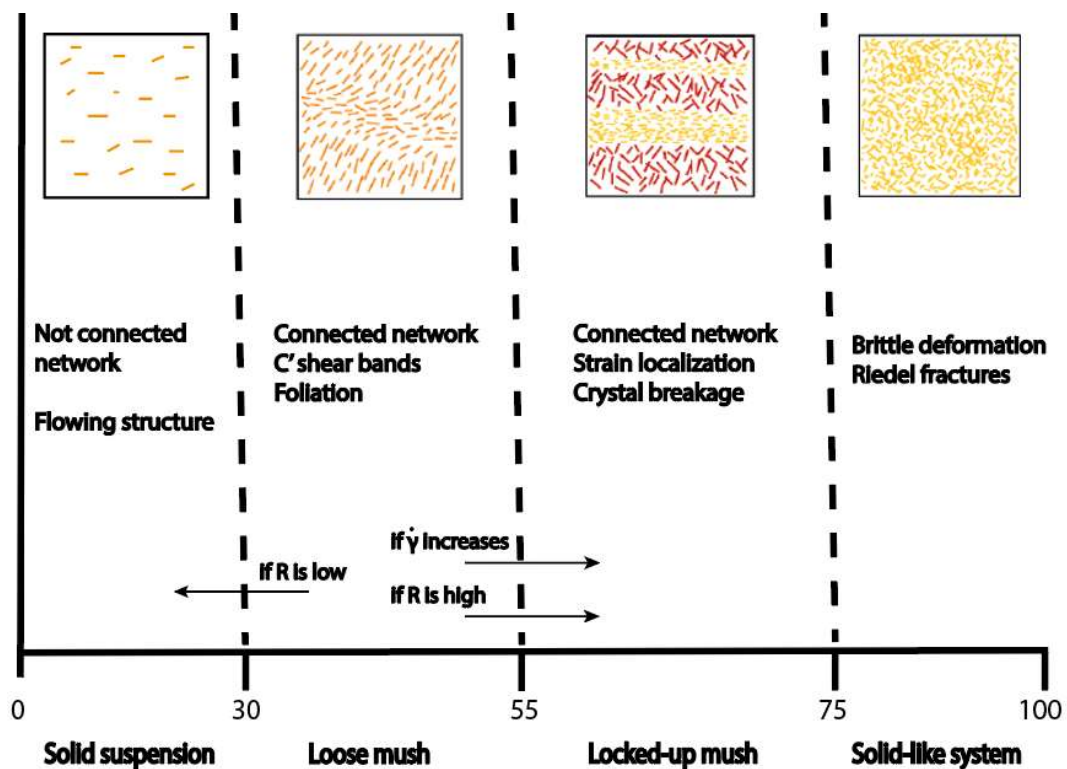 Not connected
network
Flowing structure
Connected network
C' shear bands
Foliation
Connected network
Strain localization
Crystal breakage
Brittle deformation
Riedel fractures
if γ̇ increases
if R is low
if R is high
0
30
55
75
100
Solid suspension
Loose mush
Locked-up mush
Solid-like system